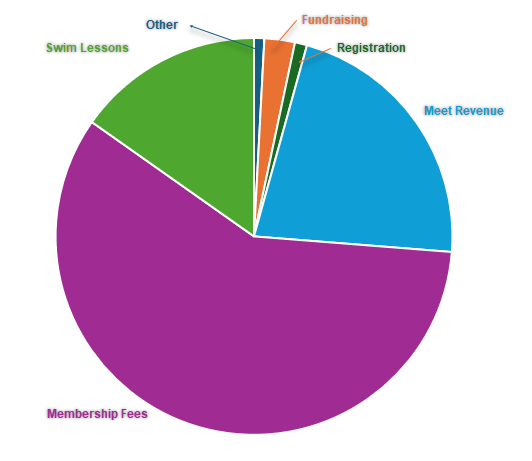 Other
Fundraising
Swim Lessons
Registration
Meet Revenue
Membership Fees